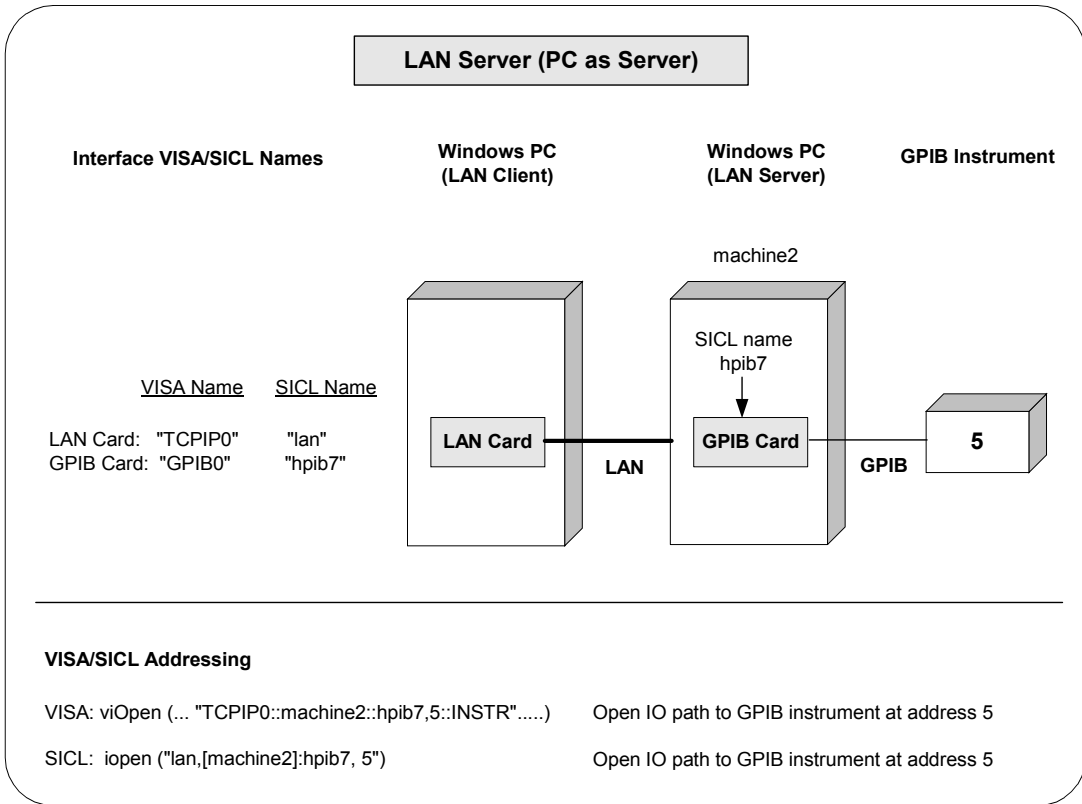 LAN Server (PC as Server)
Interface VISA/SICL Names
Windows PC
(LAN Client)
Windows PC
(LAN Server)
GPIB Instrument
machine2
SICL name
hpib7
VISA Name SICL Name
LAN Card: "TCPIP0" "lan"
GPIB Card: "GPIB0" "hpib7"
LAN Card
LAN
GPIB Card
GPIB
5
VISA/SICL Addressing
VISA: viOpen (... "TCPIP0::machine2::hpib7,5::INSTR".....) Open IO path to GPIB instrument at address 5
SICL: iopen ("lan,[machine2]:hpib7, 5") Open IO path to GPIB instrument at address 5